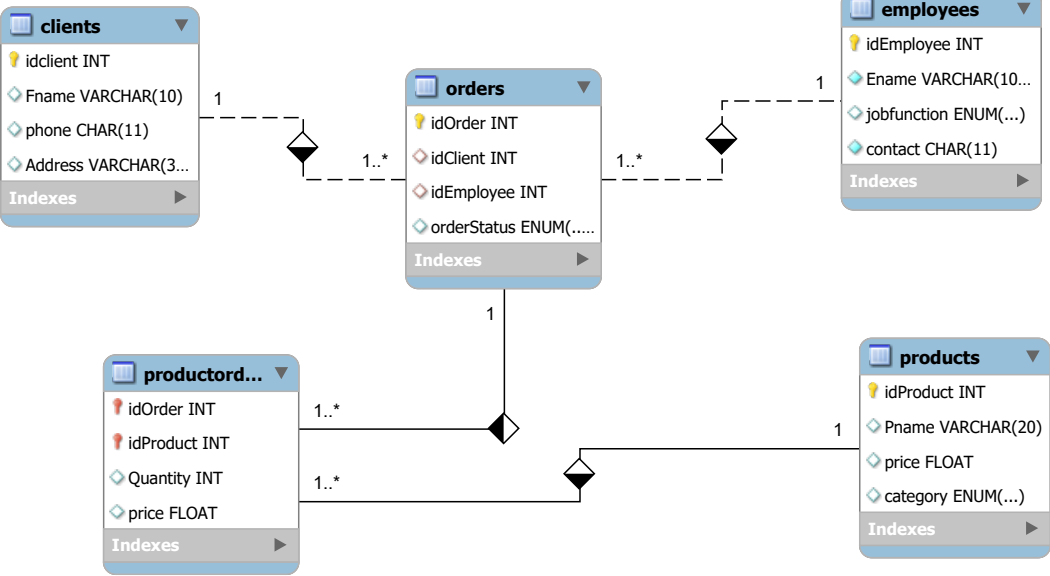 clients
idclient INT
Fname VARCHAR(10)
phone CHAR(11)
Address VARCHAR(3...
Indexes
1
1..*
orders
idOrder INT
idClient INT
idEmployee INT
orderStatus ENUM(.....
Indexes
1..*
1
employees
idEmployee INT
Ename VARCHAR(10...
jobfunction ENUM(...)
contact CHAR(11)
Indexes
1
productord...
idOrder INT
idProduct INT
Quantity INT
price FLOAT
Indexes
1..*
1..*
1
products
idProduct INT
Pname VARCHAR(20)
price FLOAT
category ENUM(...)
Indexes